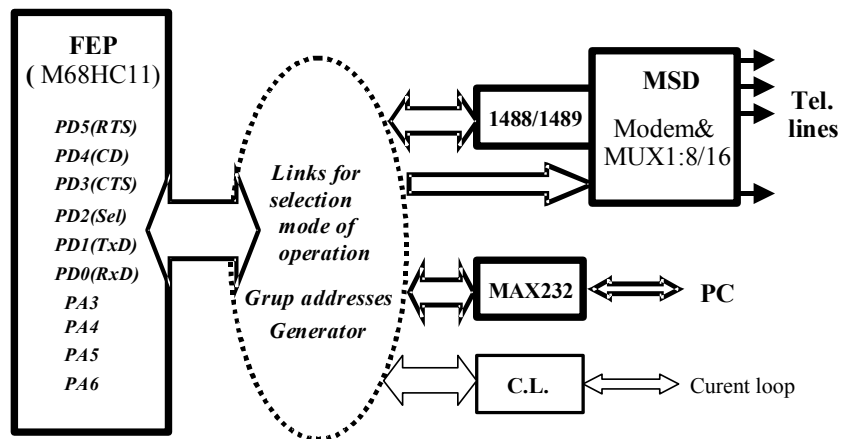 FEP
( M68HC11)
PD5(RTS)
PD4(CD)
PD3(CTS)
PD2(Sel)
PD1(TxD)
PD0(RxD)
PA3
PA4
PA5
PA6
Links for
selection
mode of
operation
Grup addresses
Generator
1488/1489
MSD
Modem&
MUX1:8/16
Tel.
lines
MAX232
PC
C.L.
Curent loop